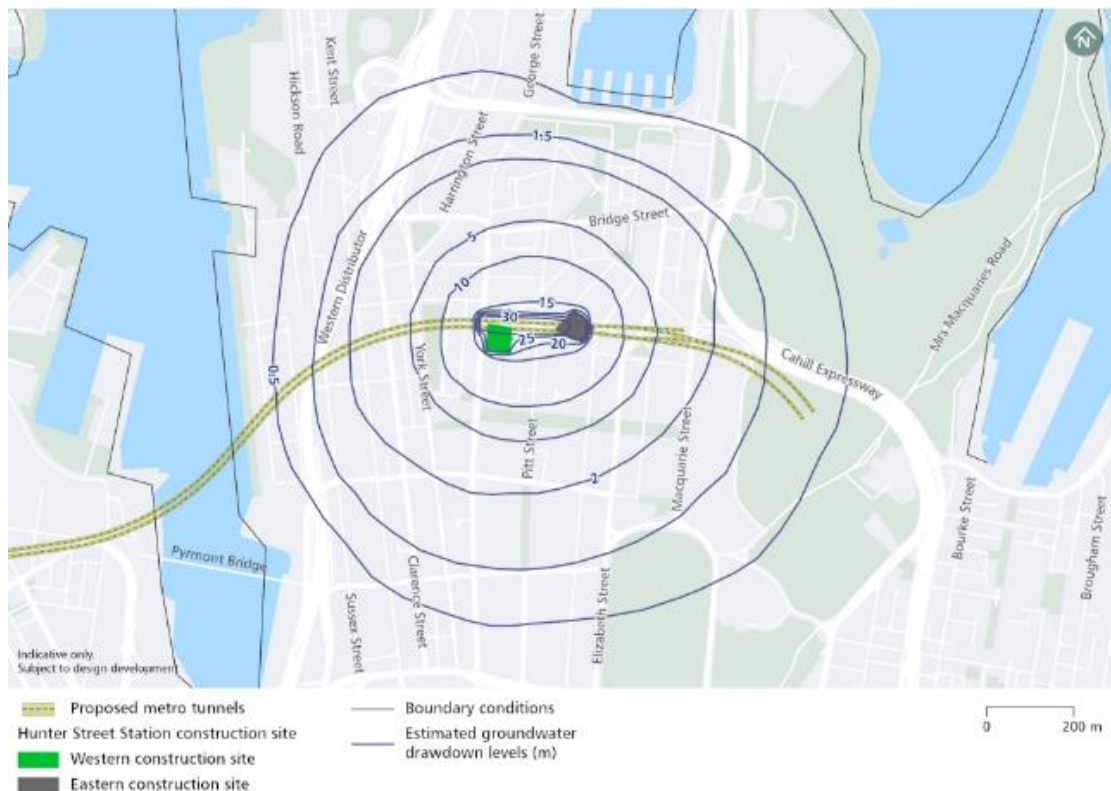 N
George Street
Kent Street
Hickson Road
1.5
Harrington Street
Bridge Street
5
Western Distributor
10
15
30
25
20
Mrs Macquaries Road
Cahill Expressway
0.5
York Street
Pitt Street
Macquarie Street
1
Bourke Street
Brougham Street
Pyrmont Bridge
Clarence Street
Sussex Street
Elizabeth Street
Indicative only.
Subject to design development
Proposed metro tunnels
Hunter Street Station construction site
Western construction site
Eastern construction site
Boundary conditions
Estimated groundwater
drawdown levels (m)
0 200 m